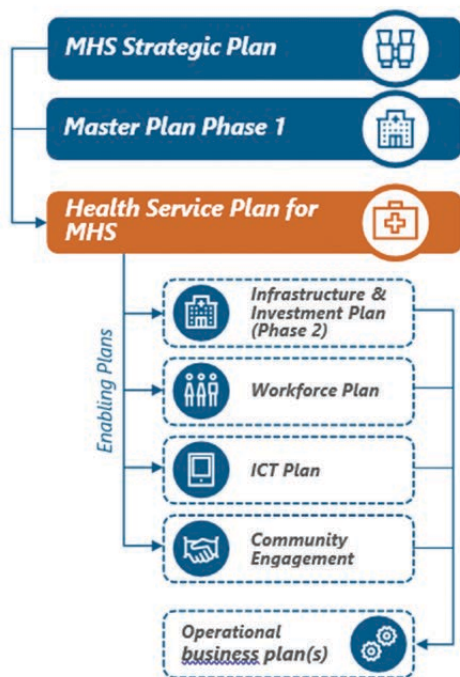 MHS Strategic Plan
Master Plan Phase 1
Health Service Plan for
MHS
Enabling Plans
Infrastructure &
Investment Plan
(Phase 2)
Workforce Plan
ICT Plan
Community
Engagement
Operational
business plan(s)